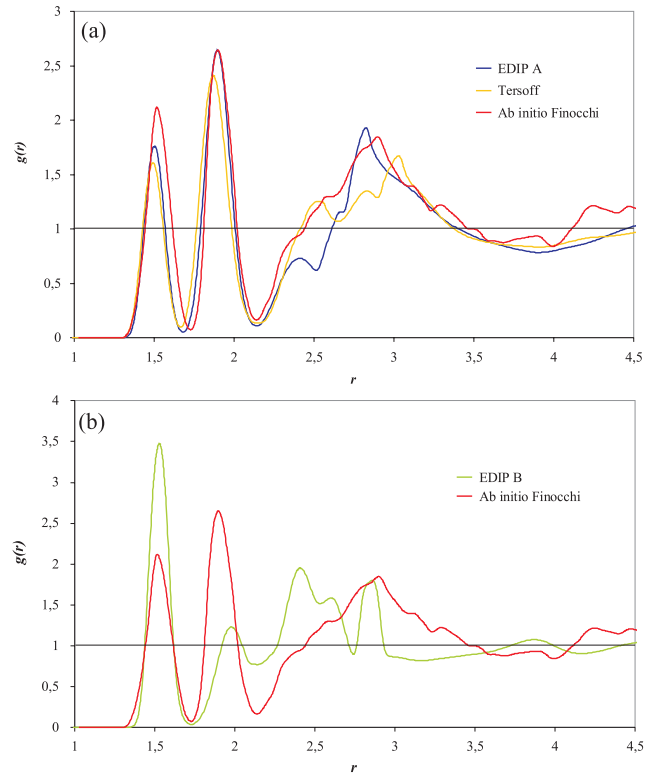 (a)
3
2,5
2
1,5
1
0,5
0
g(r)
EDIP A
Tersoff
Ab initio Finocchi
1 1,5 2 2,5 3 3,5 4 4,5
r
(b)
4
3,5
3
2,5
2
1,5
1
0,5
0
g(r)
EDIP B
Ab initio Finocchi
1 1,5 2 2,5 3 3,5 4 4,5
r